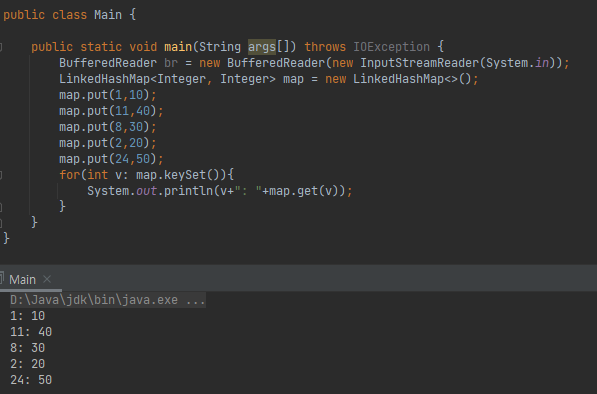 public class Main {
public static void main(String args[]) throws IOException {
BufferedReader br = new BufferedReader(new InputStreamReader(System.in));
LinkedHashMap<Integer, Integer> map = new LinkedHashMap<>();
map.put(1,10);
map.put(11,40);
map.put(8,30);
map.put(2,20);
map.put(24,50);
for(int v: map.keySet()){
System.out.println(v+": "+map.get(v));
}
}
}
Main ×
D:\Java\jdk\bin\java.exe ...
1: 10
11: 40
8: 30
2: 20
24: 50